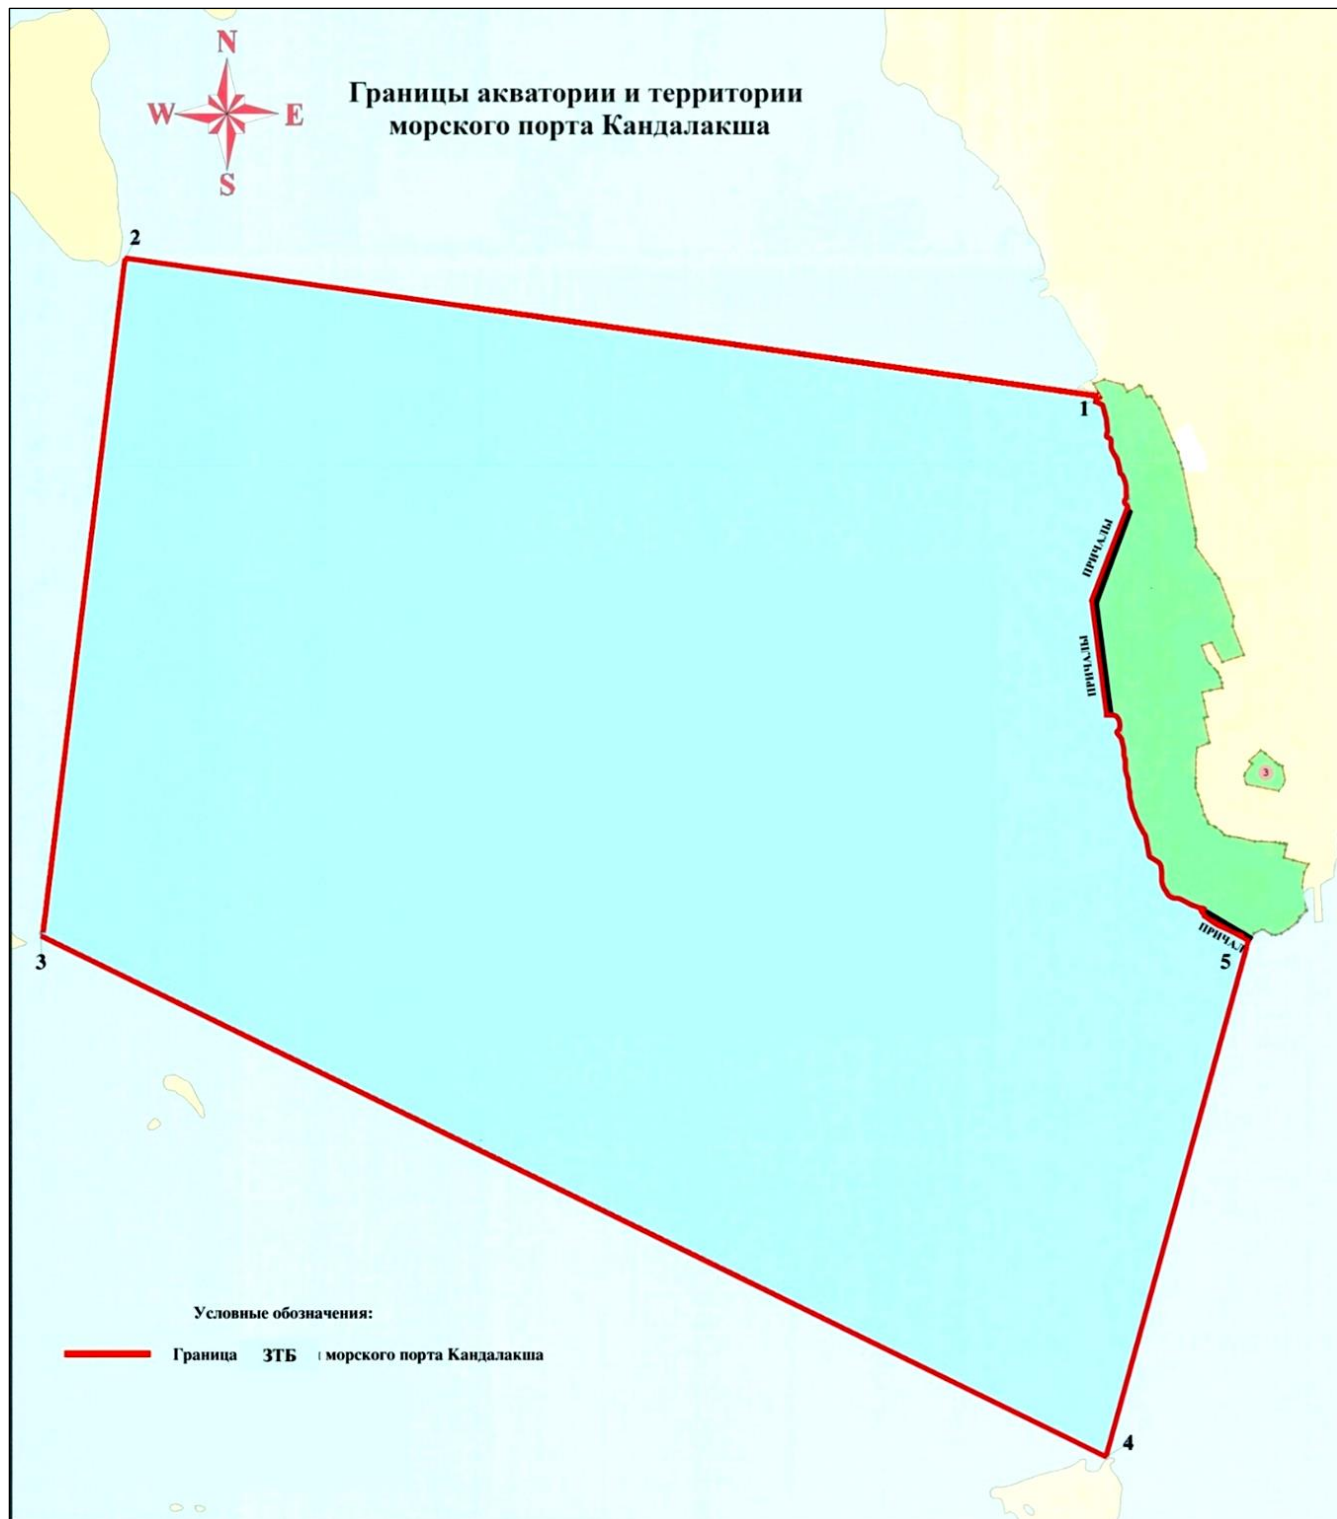 N
W E
S
Границы акватории и территории
морского порта Кандалакша
2
1
ПРИЧАЛЫ
ПРИЧАЛЫ
3
ПРИЧАЛ
5
3
4
Условные обозначения:
Граница ЗТБ морского порта Кандалакша